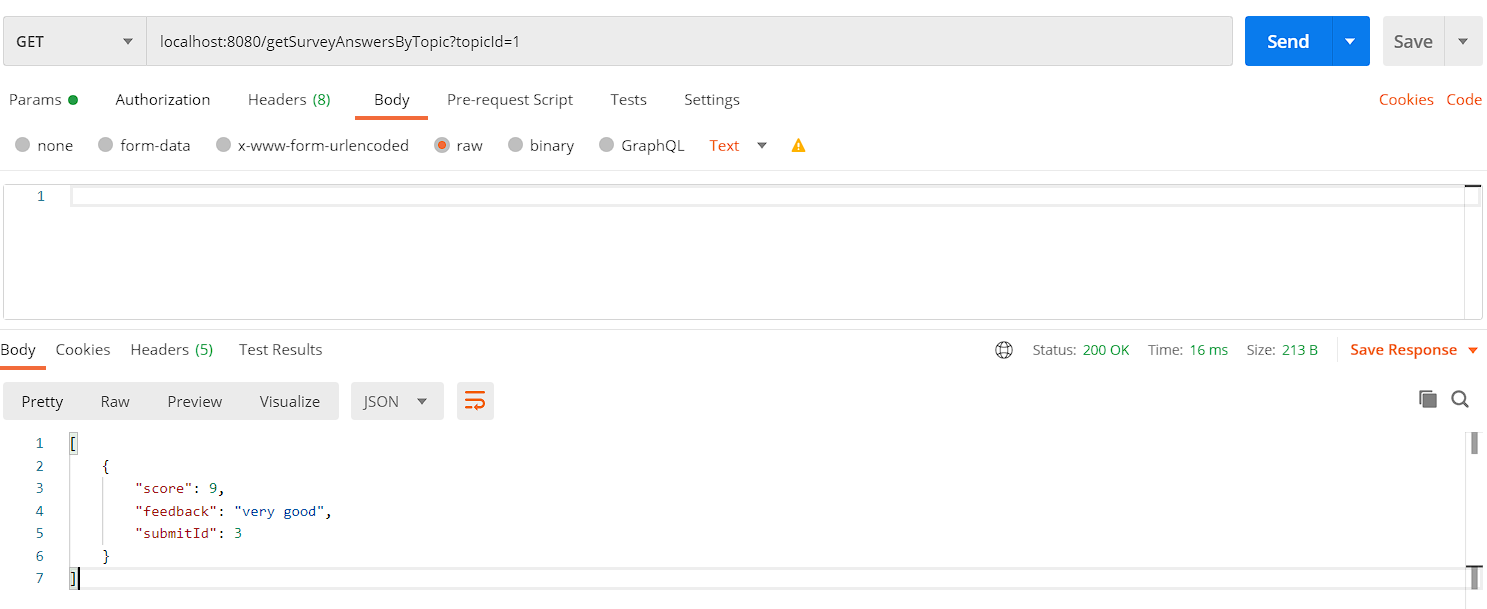 GET localhost:8080/getSurveyAnswersByTopic?topicId=1 Send Save
Params Authorization Headers (8) Body Pre-request Script Tests Settings Cookies Code
none form-data x-www-form-urlencoded raw binary GraphQL Text
1
Body Cookies Headers (5) Test Results Status: 200 OK Time: 16 ms Size: 213 B Save Response
Pretty Raw Preview Visualize JSON
1 [
2 {
3 "score": 9,
4 "feedback": "very good",
5 "submitId": 3
6 }
7 ]